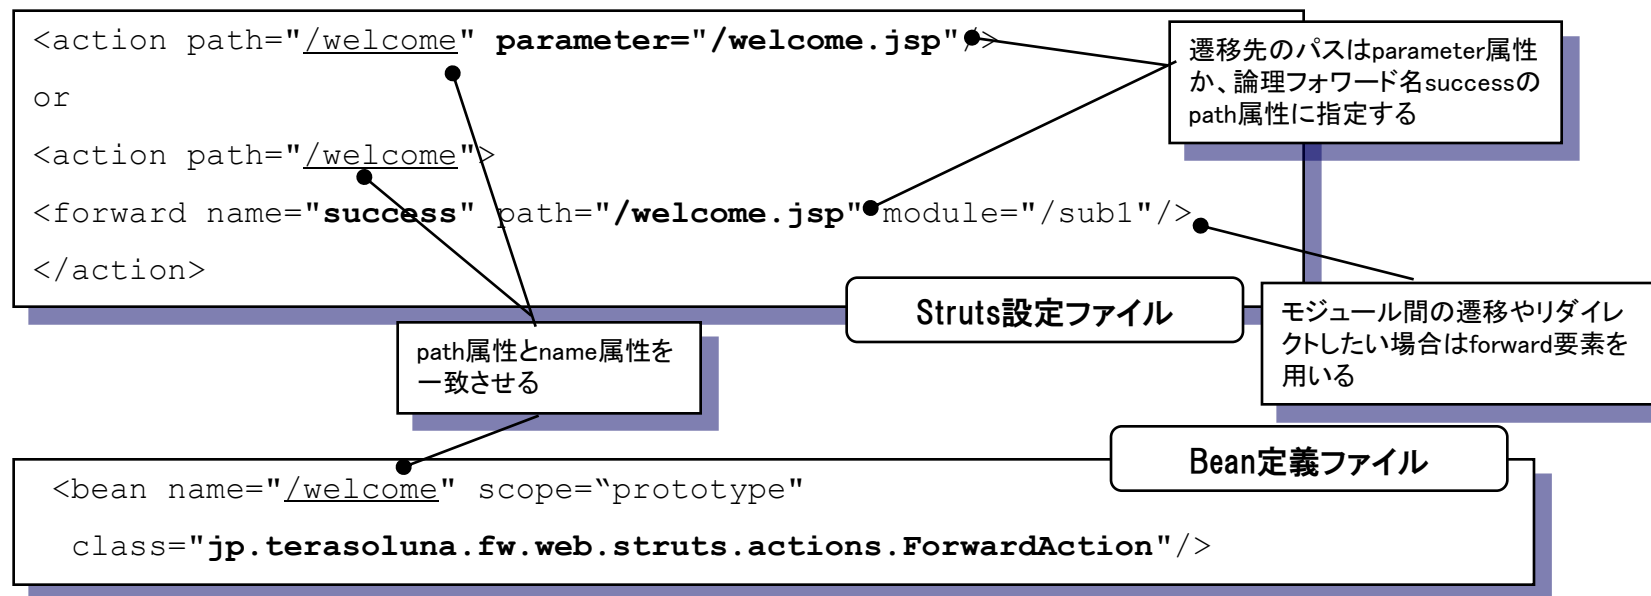 <action path="/welcome" parameter="/welcome.jsp"/>
or
<action path="/welcome">
<forward name="success" path="/welcome.jsp" module="/sub1"/>
</action>
遷移先のパスはparameter属性
か、論理フォワード名successの
path属性に指定する
Struts設定ファイル
モジュール間の遷移やリダイレ
クトしたい場合はforward要素を
用いる
path属性とname属性を
一致させる
Bean定義ファイル
<bean name="/welcome" scope=“prototype"
class="jp.terasoluna.fw.web.struts.actions.ForwardAction"/>